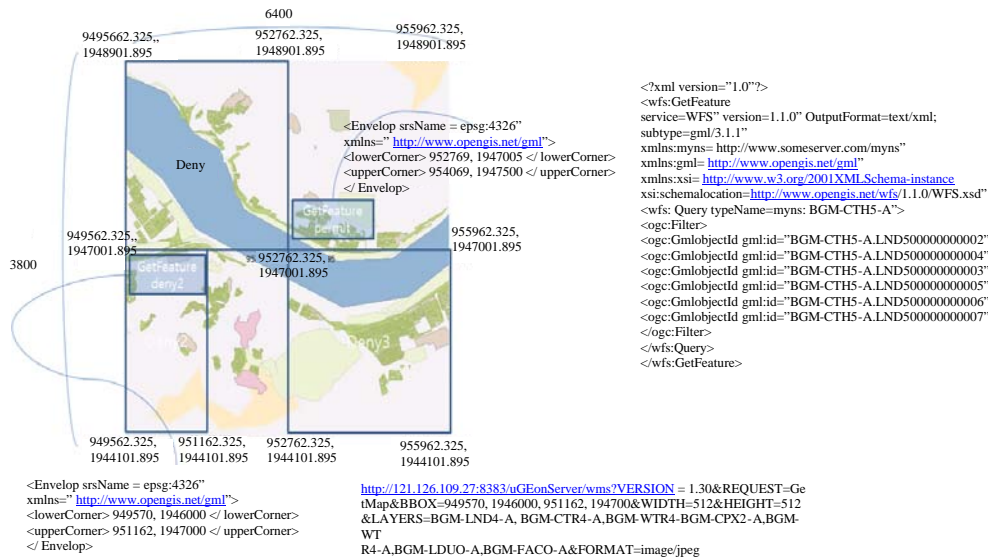 6400
9495662.325,,
1948901.895
952762.325,
1948901.895
955962.325,
1948901.895
Deny
<Envelop srsName = epsg:4326”
xmlns=” http://www.opengis.net/gml”>
<lowerCorner> 952769, 1947005 </ lowerCorner>
<upperCorner> 954069, 1947500 </ upperCorner>
</ Envelop>
GetFeature
permit
949562.325,,
1947001.895
955962.325,
1947001.895
952762.325,
1947001.895
3800
GetFeature
deny2
Deny3
949562.325,
1944101.895
951162.325,
1944101.895
952762.325,
1944101.895
955962.325,
1944101.895
<Envelop srsName = epsg:4326”
xmlns=” http://www.opengis.net/gml”>
<lowerCorner> 949570, 1946000 </ lowerCorner>
<upperCorner> 951162, 1947000 </ upperCorner>
</ Envelop>
http://121.126.109.27:8383/uGEonServer/wms?VERSION = 1.30&REQUEST=Ge
tMap&BBOX=949570, 1946000, 951162, 194700&WIDTH=512&HEIGHT=512
&LAYERS=BGM-LND4-A, BGM-CTR4-A,BGM-WTR4-BGM-CPX2-A,BGM-
WT
R4-A,BGM-LDUO-A,BGM-FACO-A&FORMAT=image/jpeg
<?xml version=”1.0”?>
<wfs:GetFeature
service=WFS” version=1.1.0” OutputFormat=text/xml;
subtype=gml/3.1.1”
xmlns:myns= http://www.someserver.com/myns”
xmlns:gml= http://www.opengis.net/gml”
xmlns:xsi= http://www.w3.org/2001XMLSchema-instance
xsi:schemalocation=http://www.opengis.net/wfs/1.1.0/WFS.xsd”
<wfs: Query typeName=myns: BGM-CTH5-A”>
<ogc:Filter>
<ogc:GmlobjectId gml:id=”BGM-CTH5-A.LND500000000002”
<ogc:GmlobjectId gml:id=”BGM-CTH5-A.LND500000000004”
<ogc:GmlobjectId gml:id=”BGM-CTH5-A.LND500000000003”
<ogc:GmlobjectId gml:id=”BGM-CTH5-A.LND500000000005”
<ogc:GmlobjectId gml:id=”BGM-CTH5-A.LND500000000006”
<ogc:GmlobjectId gml:id=”BGM-CTH5-A.LND500000000007”
</ogc:Filter>
</wfs:Query>
</wfs:GetFeature>